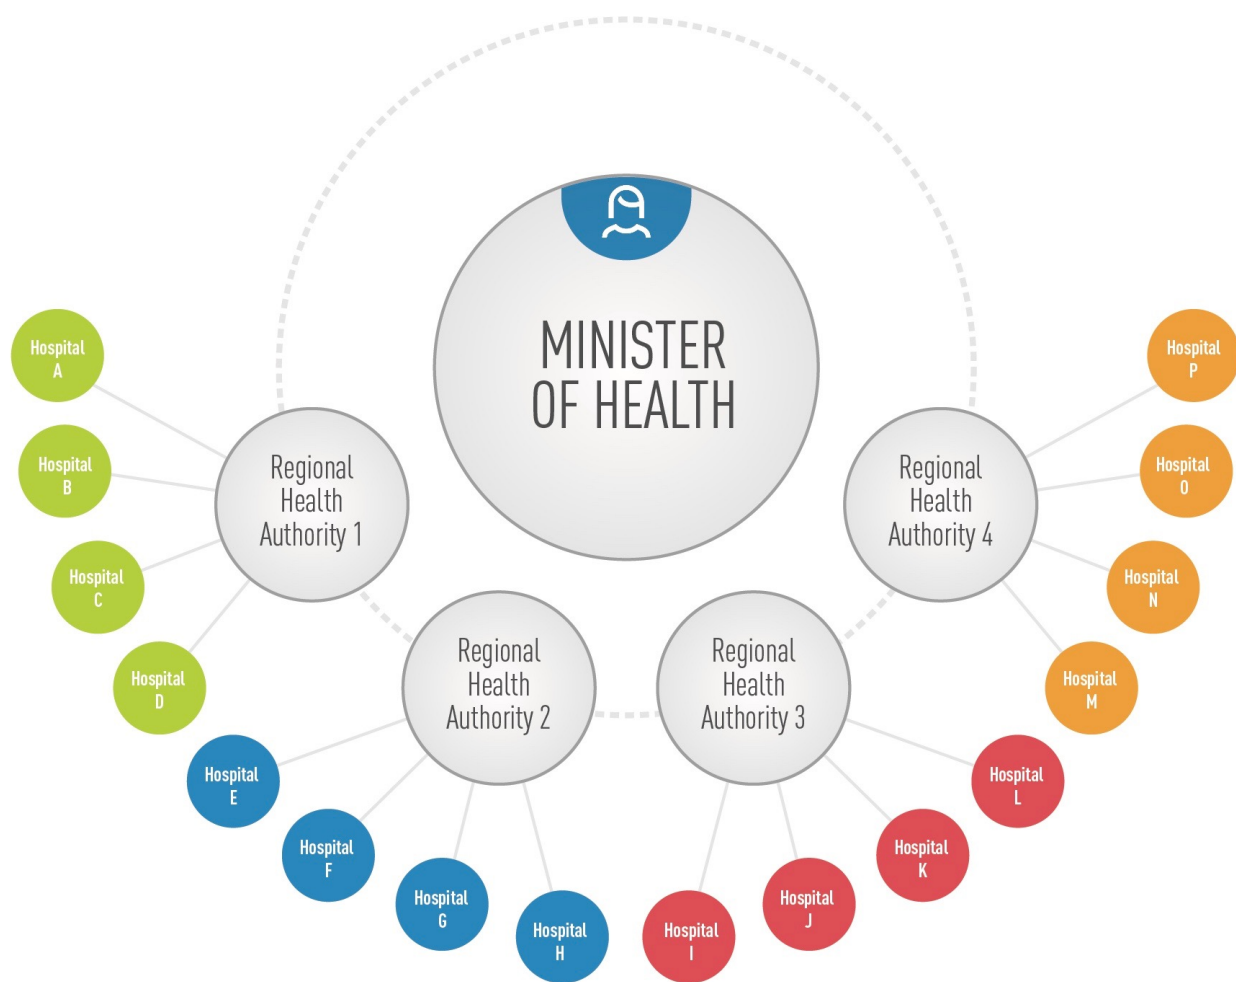 MINISTER
OF HEALTH
Regional
Health
Authority 1
Regional
Health
Authority 2
Regional
Health
Authority 3
Regional
Health
Authority 4
Hospital
A
Hospital
B
Hospital
C
Hospital
D
Hospital
E
Hospital
F
Hospital
G
Hospital
H
Hospital
I
Hospital
J
Hospital
K
Hospital
L
Hospital
M
Hospital
N
Hospital
O
Hospital
P